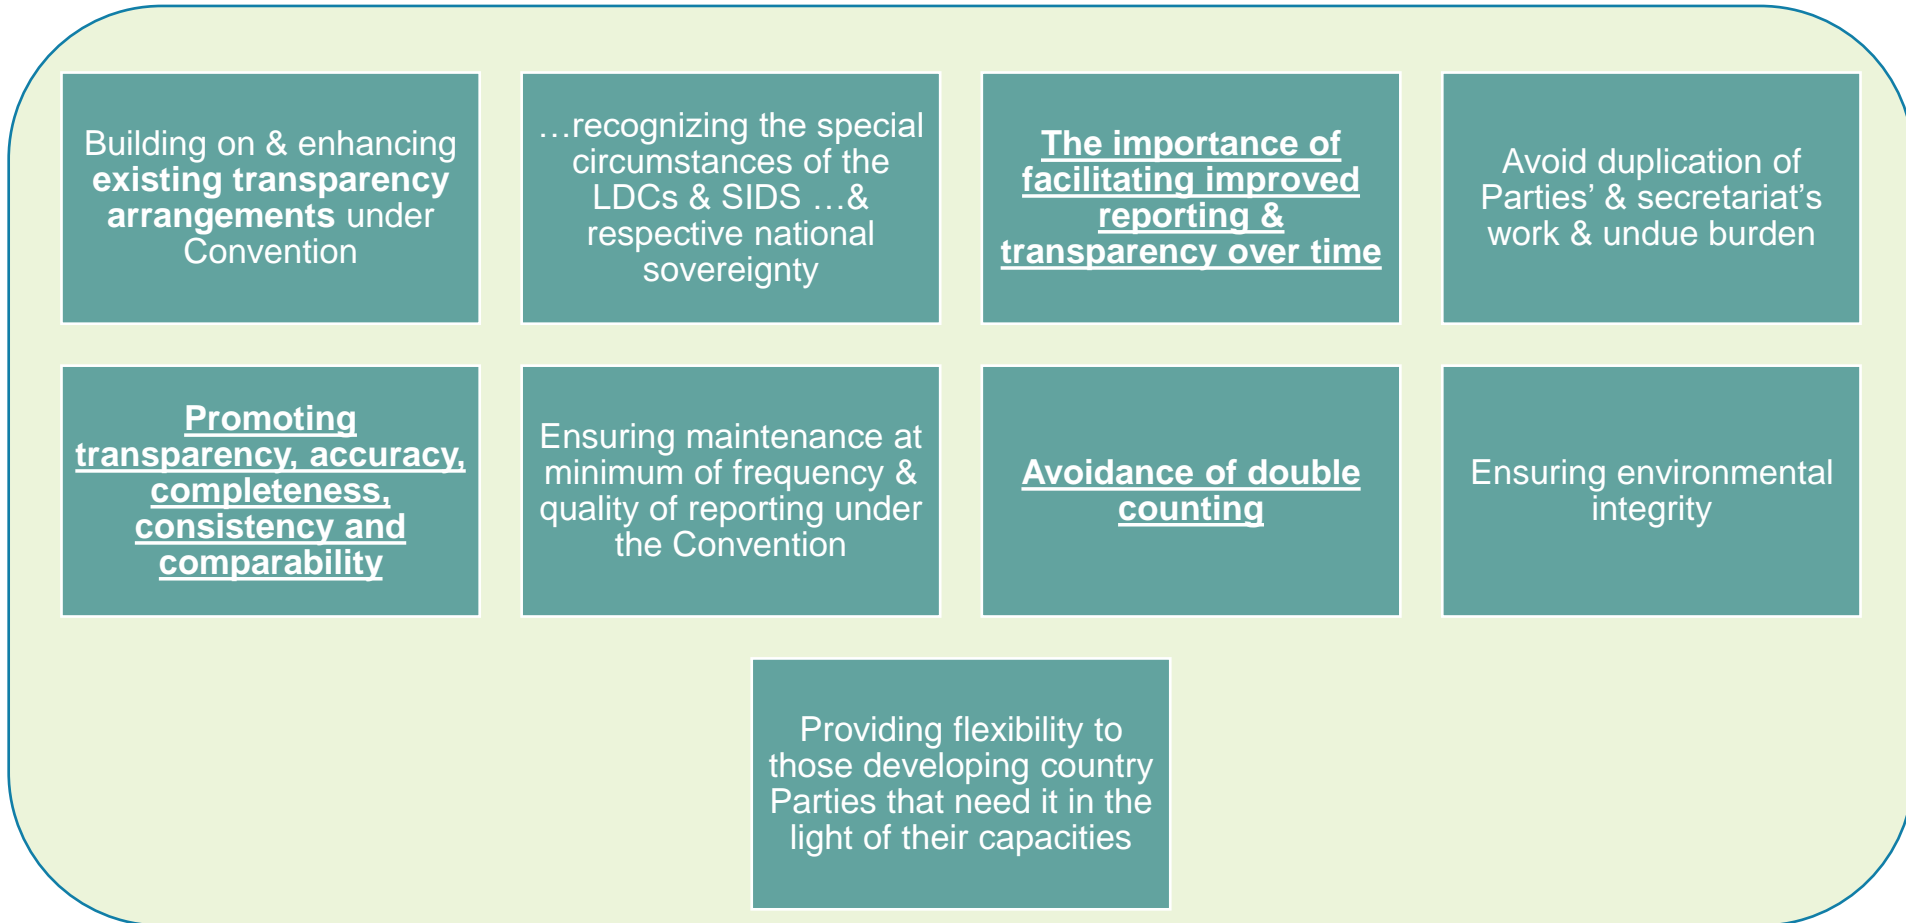 Building on & enhancing
existing transparency
arrangements under
Convention
…recognizing the special
circumstances of the
LDCs & SIDS …&
respective national
sovereignty
The importance of
facilitating improved
reporting &
transparency over time
Avoid duplication of
Parties’ & secretariat’s
work & undue burden
Promoting
transparency, accuracy,
completeness,
consistency and
comparability
Ensuring maintenance at
minimum of frequency &
quality of reporting under
the Convention
Avoidance of double
counting
Ensuring environmental
integrity
Providing flexibility to
those developing country
Parties that need it in the
light of their capacities